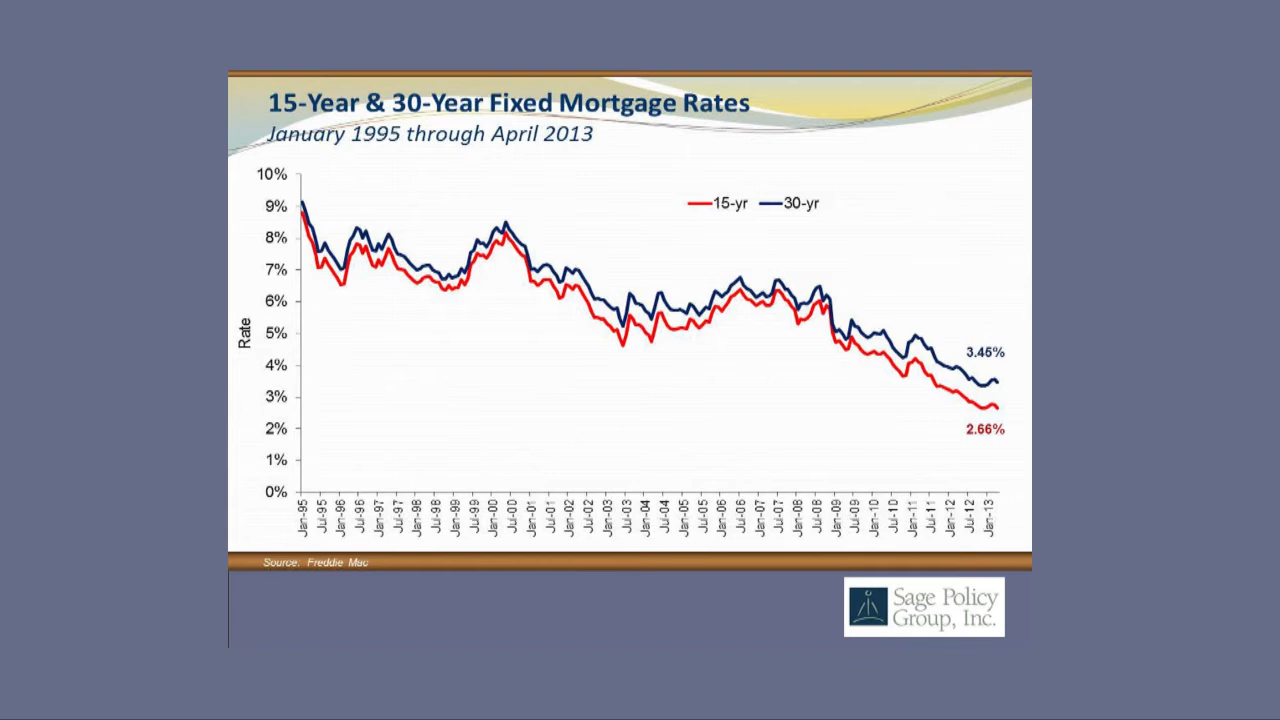 15-Year & 30-Year Fixed Mortgage Rates
January 1995 through April 2013
10%
9%
8%
7%
6%
5%
4%
3%
2%
1%
0%
Rate
15-yr 30-yr
3.45%
2.66%
Jan-95 Jul-95 Jan-96 Jul-96 Jan-97 Jul-97 Jan-98 Jul-98 Jan-99 Jul-99 Jan-00 Jul-00 Jan-01 Jul-01 Jan-02 Jul-02 Jan-03 Jul-03 Jan-04 Jul-04 Jan-05 Jul-05 Jan-06 Jul-06 Jan-07 Jul-07 Jan-08 Jul-08 Jan-09 Jul-09 Jan-10 Jul-10 Jan-11 Jul-11 Jan-12 Jul-12 Jan-13
Source: Freddie Mac
Sage Policy
Group, Inc.